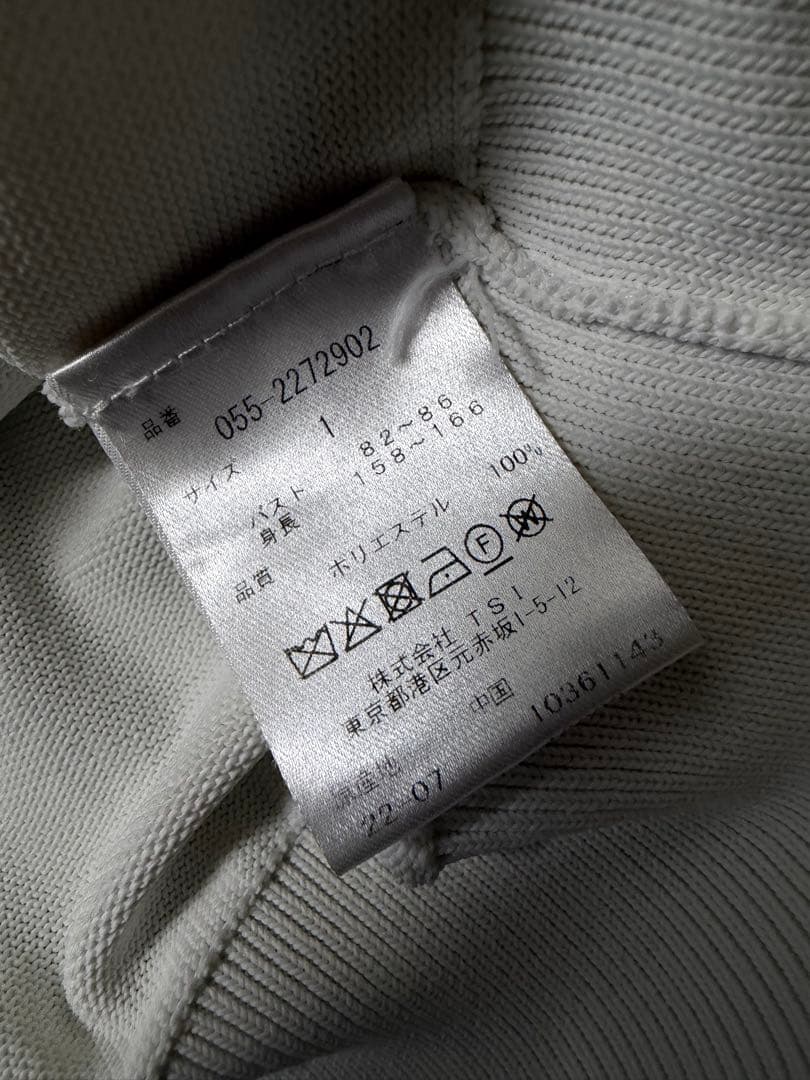 品番 055-2272902
サイズ 1
バスト 82～86
身長 158～166
品質 ポリエステル 100%
F W
株式会社 TSI
東京都港区元赤坂1-5-12
原産地 中国
22-07 10361143